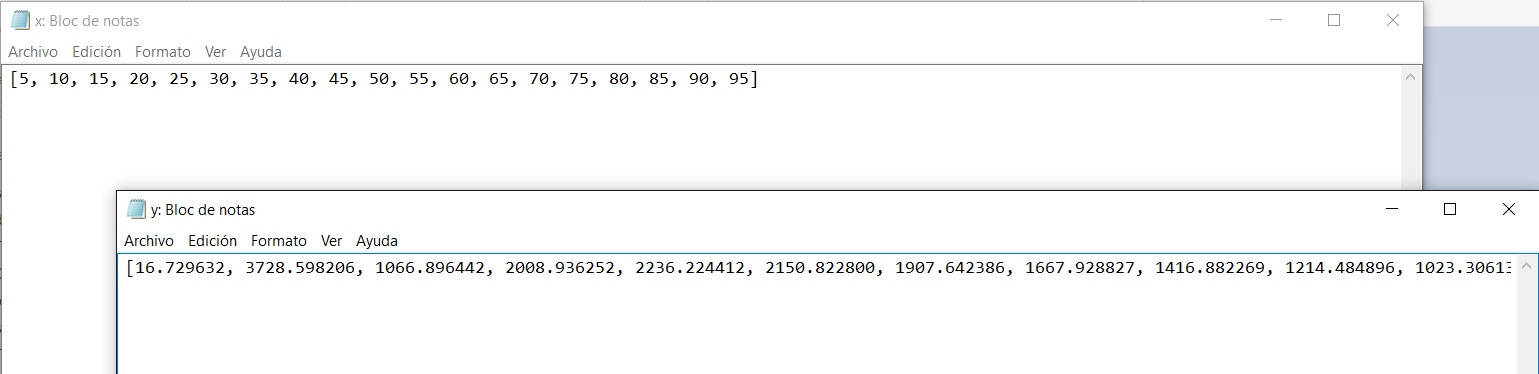 x: Bloc de notas
Archivo Edición Formato Ver Ayuda
[5, 10, 15, 20, 25, 30, 35, 40, 45, 50, 55, 60, 65, 70, 75, 80, 85, 90, 95]
y: Bloc de notas
Archivo Edición Formato Ver Ayuda
[16.729632, 3728.598206, 1066.896442, 2008.936252, 2236.224412, 2150.822800, 1907.642386, 1667.928827, 1416.882269, 1214.484896, 1023.30613